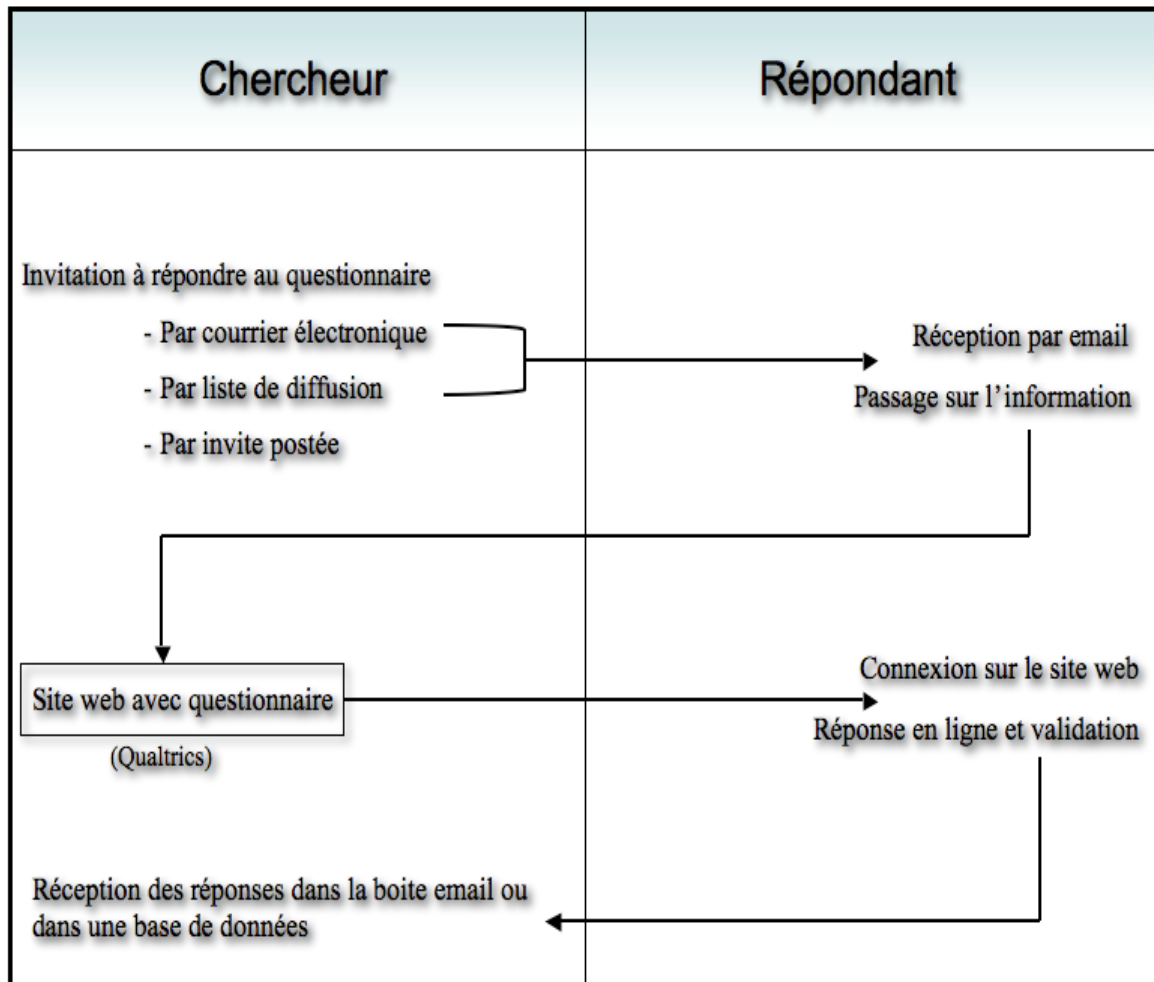 Chercheur
Répondant
Invitation à répondre au questionnaire
- Par courrier électronique
- Par liste de diffusion
- Par invite postée
Réception par email
Passage sur l’information
Site web avec questionnaire
(Qualtrics)
Connexion sur le site web
Réponse en ligne et validation
Réception des réponses dans la boite email ou
dans une base de données